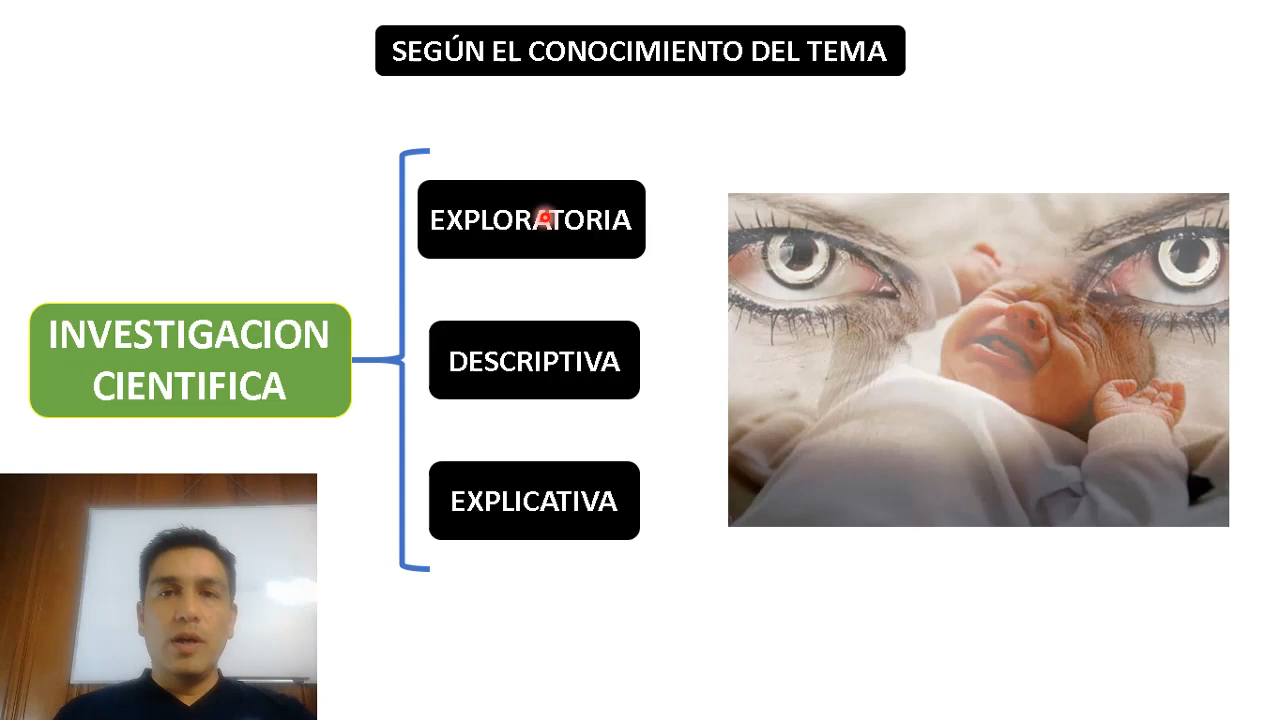 SEGÚN EL CONOCIMIENTO DEL TEMA
EXPLORATORIA
INVESTIGACION
CIENTIFICA
DESCRIPTIVA
EXPLICATIVA